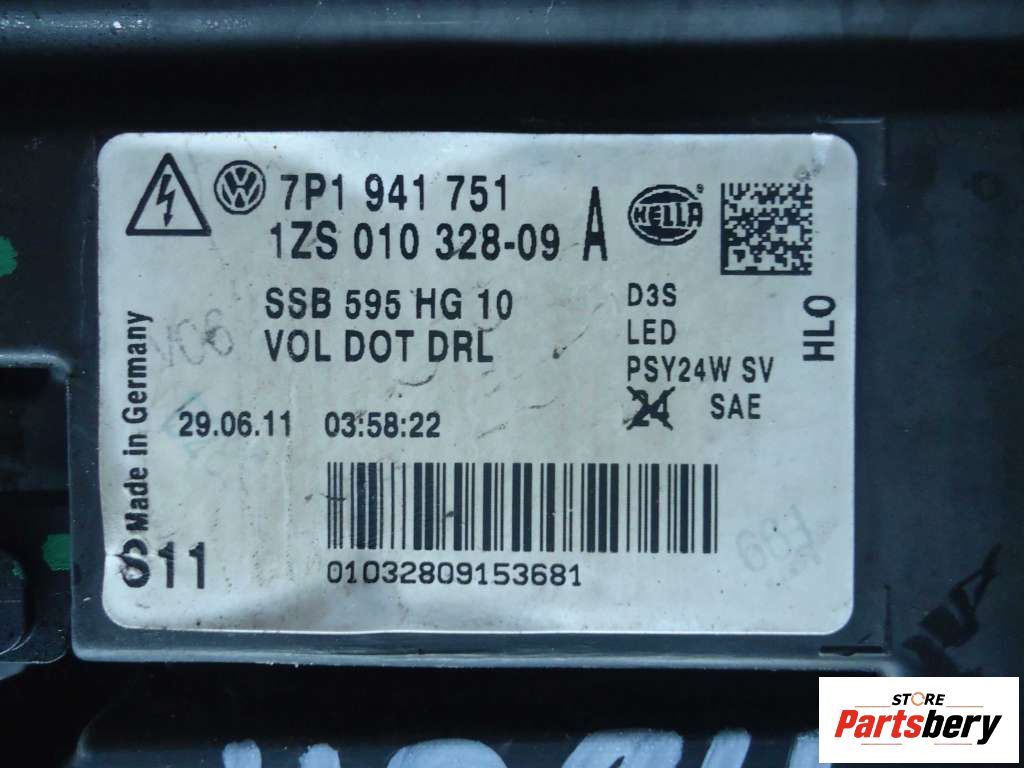 7P1 941 751
1ZS 010 328-09 A
HELLA
SSB 595 HG 10
VOL DOT DRL
D3S
LED
PSY24W SV
24 SAE
HLO
29.06.11 03:58:22
Made in Germany
011
01032809153681
STORE
Partsbery